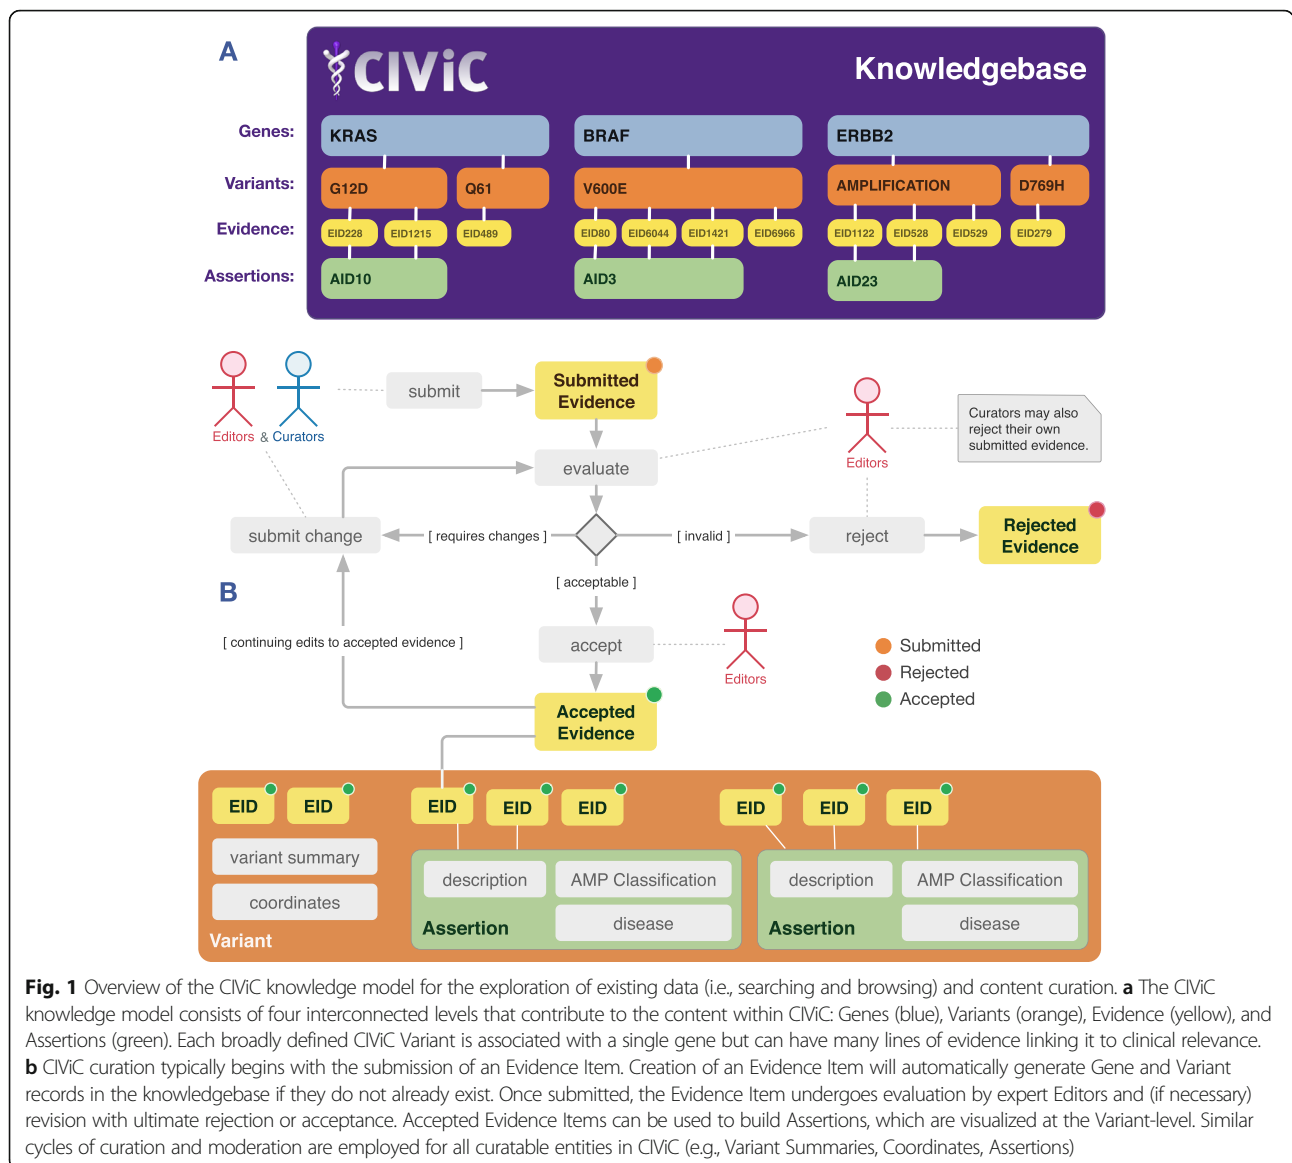 A
CIViC
Knowledgebase
Genes:
KRAS
BRAF
ERBB2
Variants:
G12D
Q61
V600E
AMPLIFICATION
D769H
Evidence:
EID228
EID1215
EID489
EID80
EID6044
EID1421
EID6966
EID1122
EID528
EID529
EID279
Assertions:
AID10
AID3
AID23
Editors & Curators
submit
Submitted
Evidence
Editors
Curators may also
reject their own
submitted evidence.
evaluate
submit change
[ requires changes ]
[ invalid ]
reject
Rejected
Evidence
[ acceptable ]
B
[ continuing edits to accepted evidence ]
accept
Editors
Submitted
Rejected
Accepted
Accepted
Evidence
EID
EID
EID
EID
EID
EID
EID
EID
variant summary
coordinates
Variant
description
AMP Classification
Assertion
disease
description
AMP Classification
Assertion
disease
Fig. 1 Overview of the CIViC knowledge model for the exploration of existing data (i.e., searching and browsing) and content curation. a The CIViC
knowledge model consists of four interconnected levels that contribute to the content within CIViC: Genes (blue), Variants (orange), Evidence (yellow), and
Assertions (green). Each broadly defined CIViC Variant is associated with a single gene but can have many lines of evidence linking it to clinical relevance.
b CIViC curation typically begins with the submission of an Evidence Item. Creation of an Evidence Item will automatically generate Gene and Variant
records in the knowledgebase if they do not already exist. Once submitted, the Evidence Item undergoes evaluation by expert Editors and (if necessary)
revision with ultimate rejection or acceptance. Accepted Evidence Items can be used to build Assertions, which are visualized at the Variant-level. Similar
cycles of curation and moderation are employed for all curatable entities in CIViC (e.g., Variant Summaries, Coordinates, Assertions)